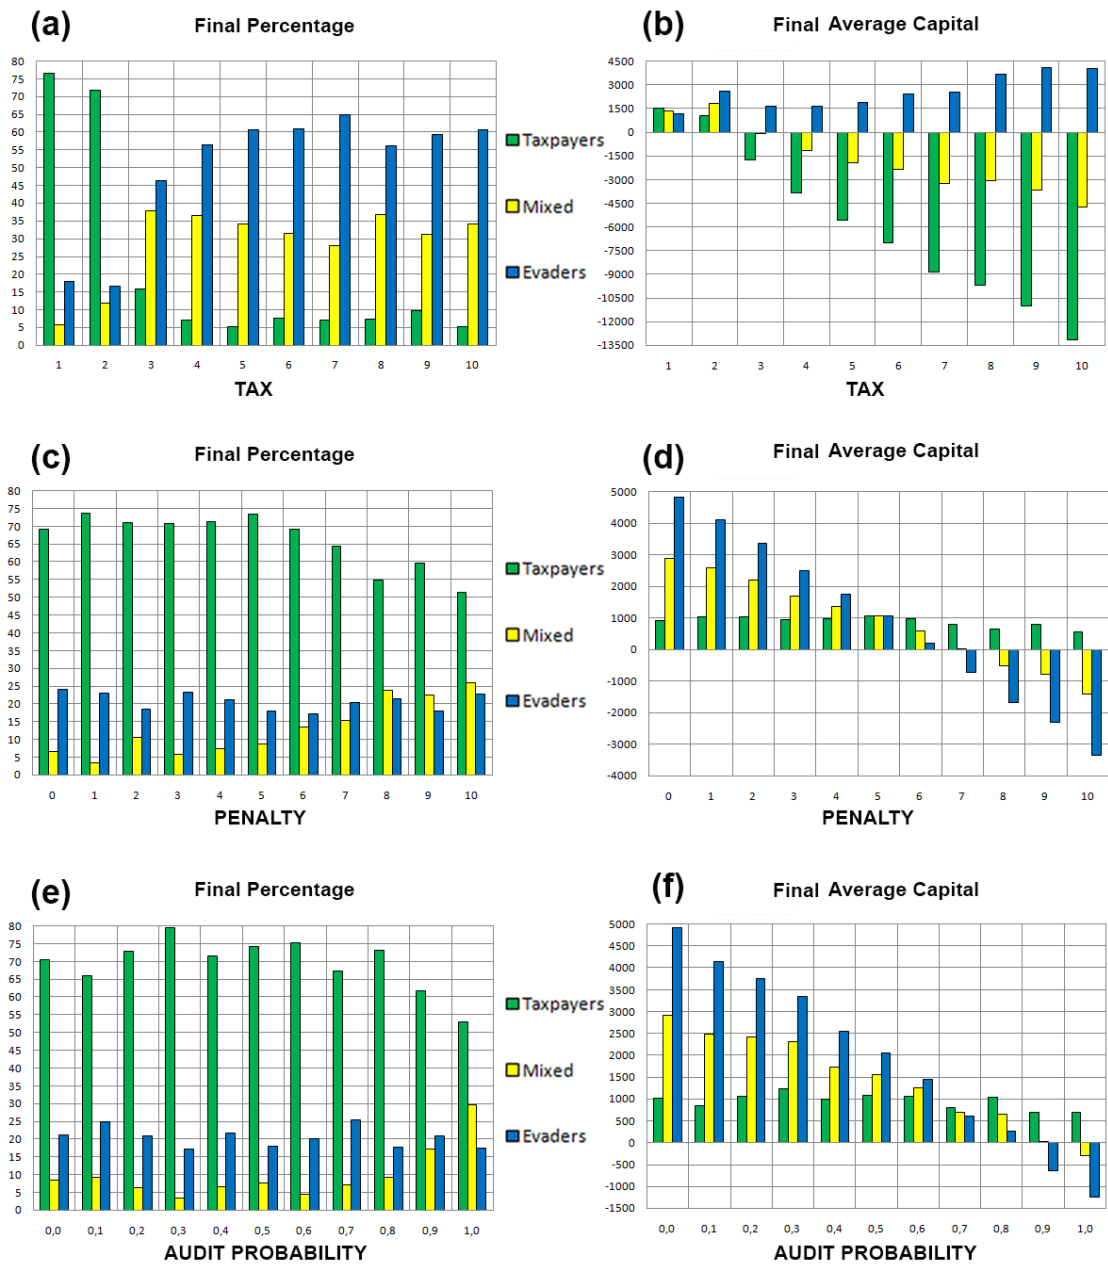 (a)
Final Percentage
80
75
70
65
60
55
50
45
40
35
30
25
20
15
10
5
0
1 2 3 4 5 6 7 8 9 10
TAX
Taxpayers
Mixed
Evaders
(b)
Final Average Capital
4500
3000
1500
0
-1500
-3000
-4500
-6000
-7500
-9000
-10500
-12000
-13500
1 2 3 4 5 6 7 8 9 10
TAX
(c)
Final Percentage
80
75
70
65
60
55
50
45
40
35
30
25
20
15
10
5
0
0 1 2 3 4 5 6 7 8 9 10
PENALTY
Taxpayers
Mixed
Evaders
(d)
Final Average Capital
5000
4000
3000
2000
1000
0
-1000
-2000
-3000
-4000
0 1 2 3 4 5 6 7 8 9 10
PENALTY
(e)
Final Percentage
80
75
70
65
60
55
50
45
40
35
30
25
20
15
10
5
0
0,0 0,1 0,2 0,3 0,4 0,5 0,6 0,7 0,8 0,9 1,0
AUDIT PROBABILITY
Taxpayers
Mixed
Evaders
(f)
Final Average Capital
5000
4500
4000
3500
3000
2500
2000
1500
1000
500
0
-500
-1000
-1500
0,0 0,1 0,2 0,3 0,4 0,5 0,6 0,7 0,8 0,9 1,0
AUDIT PROBABILITY